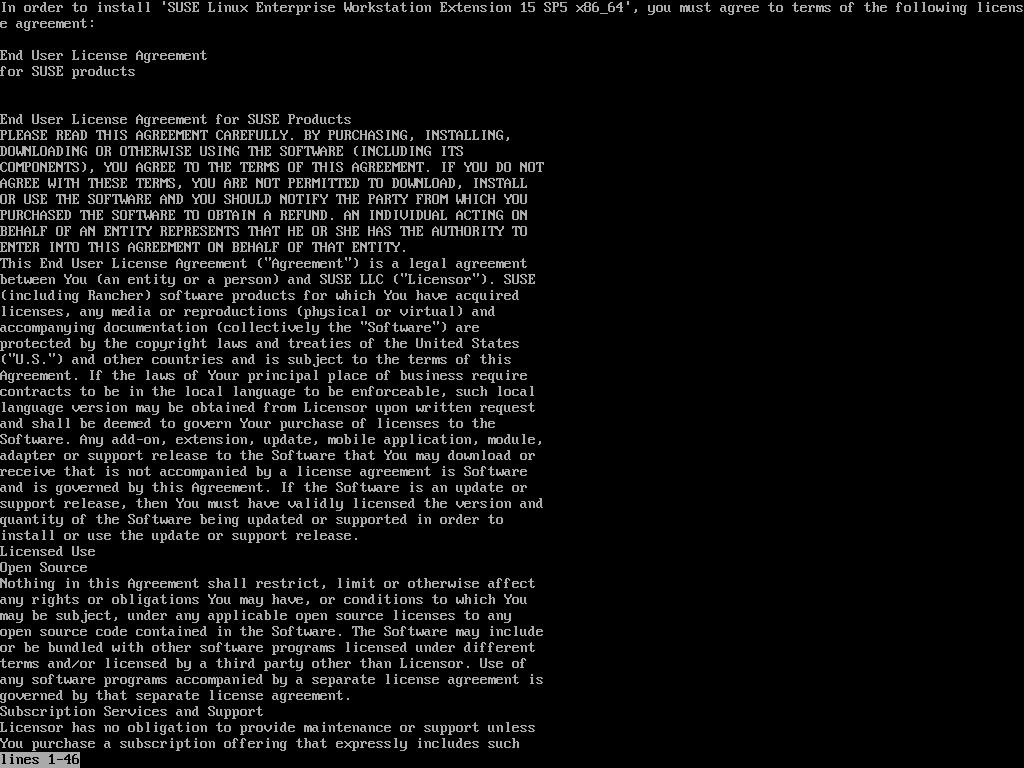 In order to install 'SUSE Linux Enterprise Workstation Extension 15 SP5 x86_64', you must agree to terms of the following licens
e agreement:
End User License Agreement
for SUSE products
End User License Agreement for SUSE Products
PLEASE READ THIS AGREEMENT CAREFULLY. BY PURCHASING, INSTALLING,
DOWNLOADING OR OTHERWISE USING THE SOFTWARE (INCLUDING ITS
COMPONENTS), YOU AGREE TO THE TERMS OF THIS AGREEMENT. IF YOU DO NOT
AGREE WITH THESE TERMS, YOU ARE NOT PERMITTED TO DOWNLOAD, INSTALL
OR USE THE SOFTWARE AND YOU SHOULD NOTIFY THE PARTY FROM WHICH YOU
PURCHASED THE SOFTWARE TO OBTAIN A REFUND. AN INDIVIDUAL ACTING ON
BEHALF OF AN ENTITY REPRESENTS THAT HE OR SHE HAS THE AUTHORITY TO
ENTER INTO THIS AGREEMENT ON BEHALF OF THAT ENTITY.
This End User License Agreement ("Agreement") is a legal agreement
between You (an entity or a person) and SUSE LLC ("Licensor"). SUSE
(including Rancher) software products for which You have acquired
licenses, any media or reproductions (physical or virtual) and
accompanying documentation (collectively the "Software") are
protected by the copyright laws and treaties of the United States
("U.S.") and other countries and is subject to the terms of this
Agreement. If the laws of Your principal place of business require
contracts to be in the local language to be enforceable, such local
language version may be obtained from Licensor upon written request
and shall be deemed to govern Your purchase of licenses to the
Software. Any add-on, extension, update, mobile application, module,
adapter or support release to the Software that You may download or
receive that is not accompanied by a license agreement is Software
and is governed by this Agreement. If the Software is an update or
support release, then You must have validly licensed the version and
quantity of the Software being updated or supported in order to
install or use the update or support release.
Licensed Use
Open Source
Nothing in this Agreement shall restrict, limit or otherwise affect
any rights or obligations You may have, or conditions to which You
may be subject, under any applicable open source licenses to any
open source code contained in the Software. The Software may include
or be bundled with other software programs licensed under different
terms and/or licensed by a third party other than Licensor. Use of
any software programs accompanied by a separate license agreement is
governed by that separate license agreement.
Subscription Services and Support
Licensor has no obligation to provide maintenance or support unless
You purchase a subscription offering that expressly includes such
lines 1-46